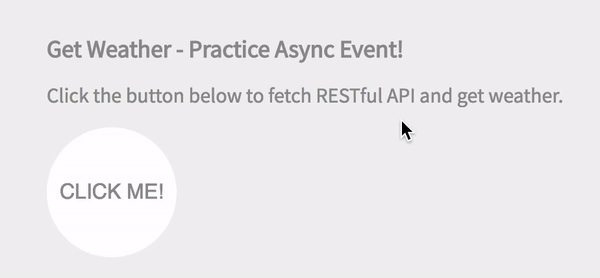 Get Weather - Practice Async Event!
Click the button below to fetch RESTful API and get weather.
CLICK ME!